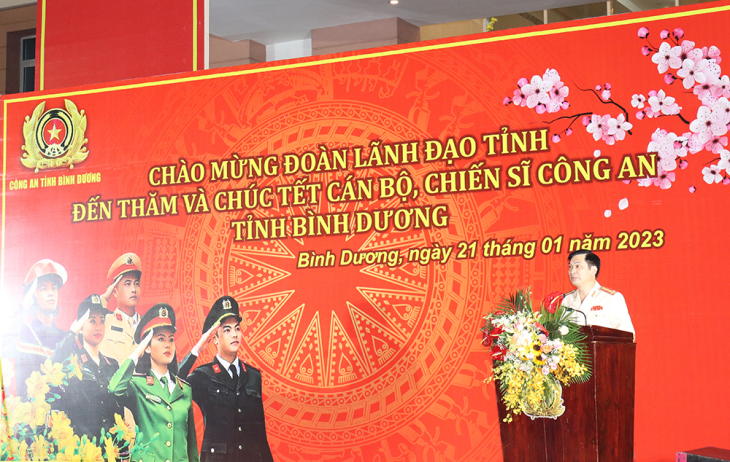 CÔNG AN TỈNH BÌNH DƯƠNG
CHÀO MỪNG ĐOÀN LÃNH ĐẠO TỈNH
ĐẾN THĂM VÀ CHÚC TẾT CÁN BỘ, CHIẾN SĨ CÔNG AN
TỈNH BÌNH DƯƠNG
Bình Dương, ngày 21 tháng 01 năm 2023